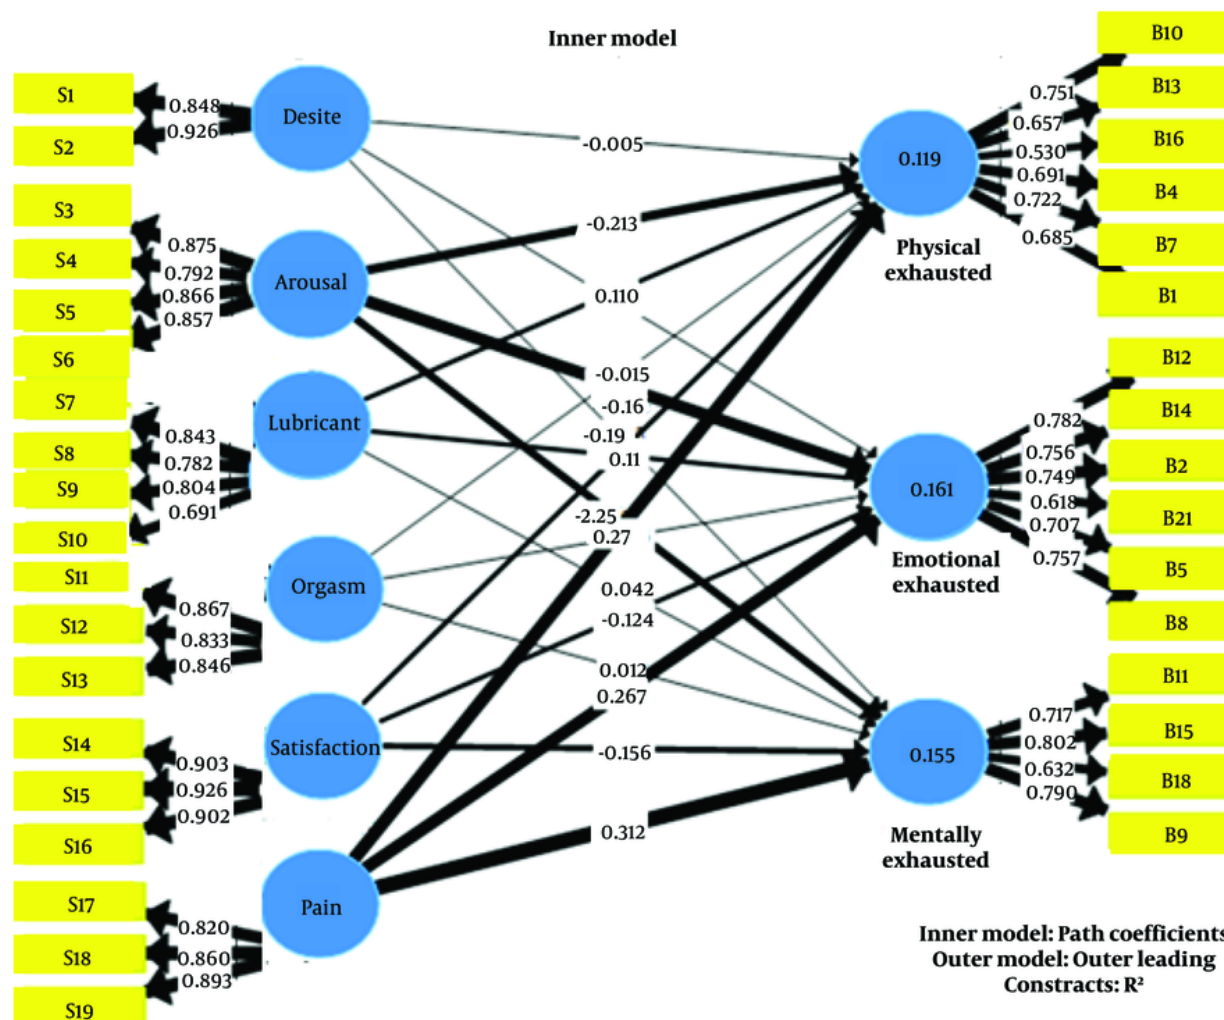 Inner model
S1
S2
S3
S4
S5
S6
S7
S8
S9
S10
S11
S12
S13
S14
S15
S16
S17
S18
S19
0.848
0.926
0.875
0.792
0.866
0.857
0.843
0.782
0.804
0.691
0.867
0.833
0.846
0.903
0.926
0.902
0.820
0.860
0.893
Desite
Arousal
Lubricant
Orgasm
Satisfaction
Pain
-0.005
-0.213
0.110
-0.015
-0.16
-0.19
0.11
-2.25
0.27
0.042
-0.124
0.012
0.267
-0.156
0.312
0.119
Physical
exhausted
0.161
Emotional
exhausted
0.155
Mentally
exhausted
0.751
0.657
0.530
0.691
0.722
0.685
0.782
0.756
0.749
0.618
0.707
0.757
0.717
0.802
0.632
0.790
B10
B13
B16
B4
B7
B1
B12
B14
B2
B21
B5
B8
B11
B15
B18
B9
Inner model: Path coefficients
Outer model: Outer leading
Constracts: R²